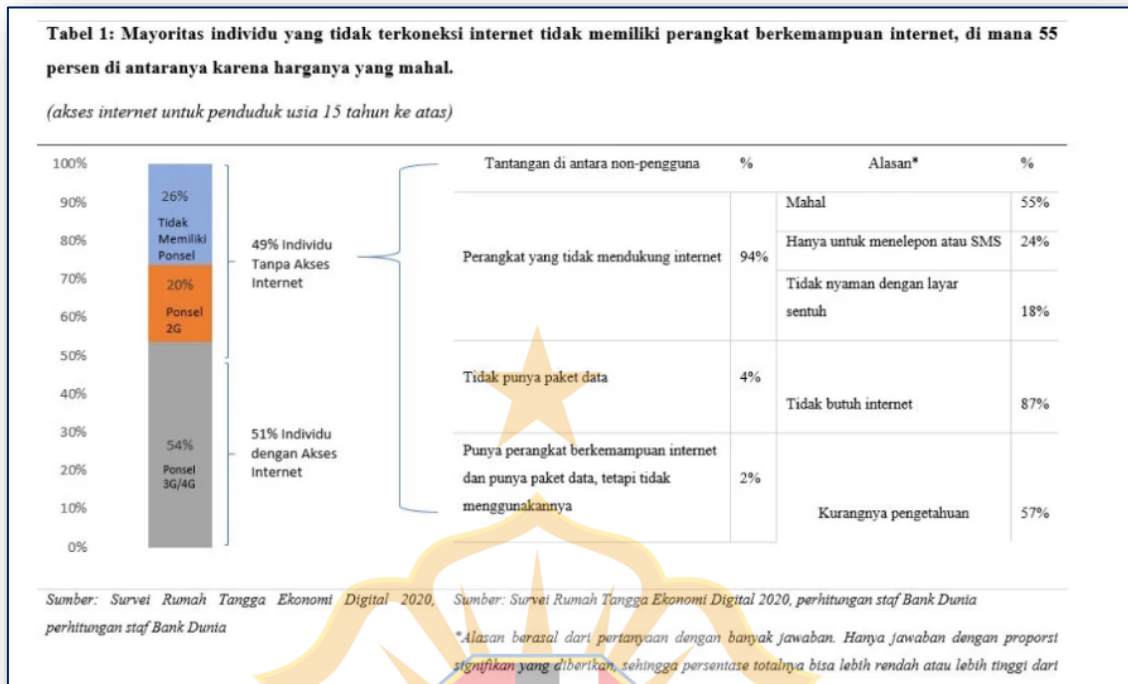 Tabel 1: Mayoritas individu yang tidak terkoneksi internet tidak memiliki perangkat berkemampuan internet, di mana 55
persen di antaranya karena harganya yang mahal.
(akses internet untuk penduduk usia 15 tahun ke atas)
100%
90%
80%
70%
60%
50%
40%
30%
20%
10%
0%
26%
Tidak
Memiliki
Ponsel
20%
Ponsel
2G
54%
Ponsel
3G/4G
49% Individu
Tanpa Akses
Internet
51% Individu
dengan Akses
Internet
Tantangan di antara non-pengguna % Alasan* %
Perangkat yang tidak mendukung internet 94%
Mahal 55%
Hanya untuk menelepon atau SMS 24%
Tidak nyaman dengan layar
sentuh 18%
Tidak punya paket data 4%
Tidak butuh internet 87%
Punya perangkat berkemampuan internet
dan punya paket data, tetapi tidak 2%
menggunakannya
Kurangnya pengetahuan 57%
Sumber: Survei Rumah Tangga Ekonomi Digital 2020,
perhitungan staf Bank Dunia
Sumber: Survei Rumah Tangga Ekonomi Digital 2020, perhitungan staf Bank Dunia
*Alasan berasal dari pertanyaan dengan banyak jawaban. Hanya jawaban dengan proporsi
signifikan yang diberikan, sehingga persentase totalnya bisa lebih rendah atau lebih tinggi dari